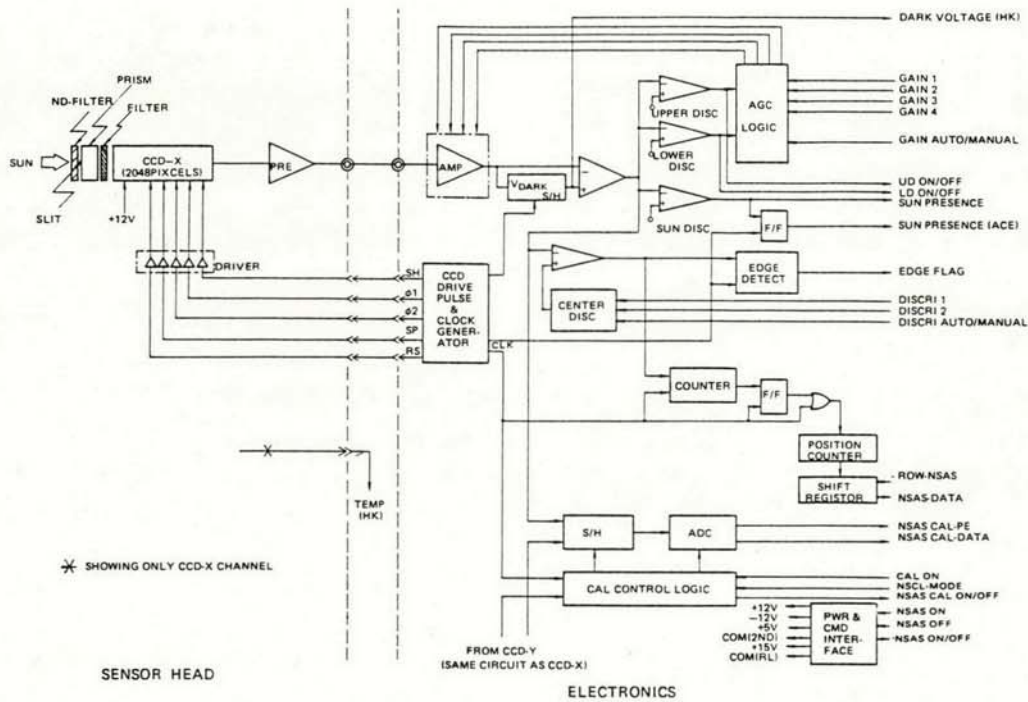 DARK VOLTAGE (HK)
PRISM
ND-FILTER
FILTER
SUN
CCD-X
(2048PIXCELS)
SLIT
+12V
PRE
AMP
VDARK
S/H
UPPER DISC
LOWER
DISC
SUN DISC
AGC
LOGIC
GAIN 1
GAIN 2
GAIN 3
GAIN 4
GAIN AUTO/MANUAL
UD ON/OFF
LD ON/OFF
SUN PRESENCE
F/F
SUN PRESENCE (ACE)
DRIVER
SH
ø1
ø2
SP
RS
CCD
DRIVE
PULSE
&
CLOCK
GENER-
ATOR
CLK
EDGE
DETECT
EDGE FLAG
CENTER
DISC
DISCRI 1
DISCRI 2
DISCRI AUTO/MANUAL
COUNTER
F/F
POSITION
COUNTER
SHIFT
REGISTOR
ROW-NSAS
NSAS-DATA
TEMP
(HK)
S/H
ADC
NSAS CAL-PE
NSAS CAL-DATA
SHOWING ONLY CCD-X CHANNEL
CAL CONTROL LOGIC
CAL ON
NSCL-MODE
NSAS CAL ON/OFF
+12V
-12V
+5V
COM(2ND)
+15V
COM(RL)
PWR &
CMD
INTER-
FACE
NSAS ON
NSAS OFF
NSAS ON/OFF
FROM CCD-Y
(SAME CIRCUIT AS CCD-X)
SENSOR HEAD
ELECTRONICS